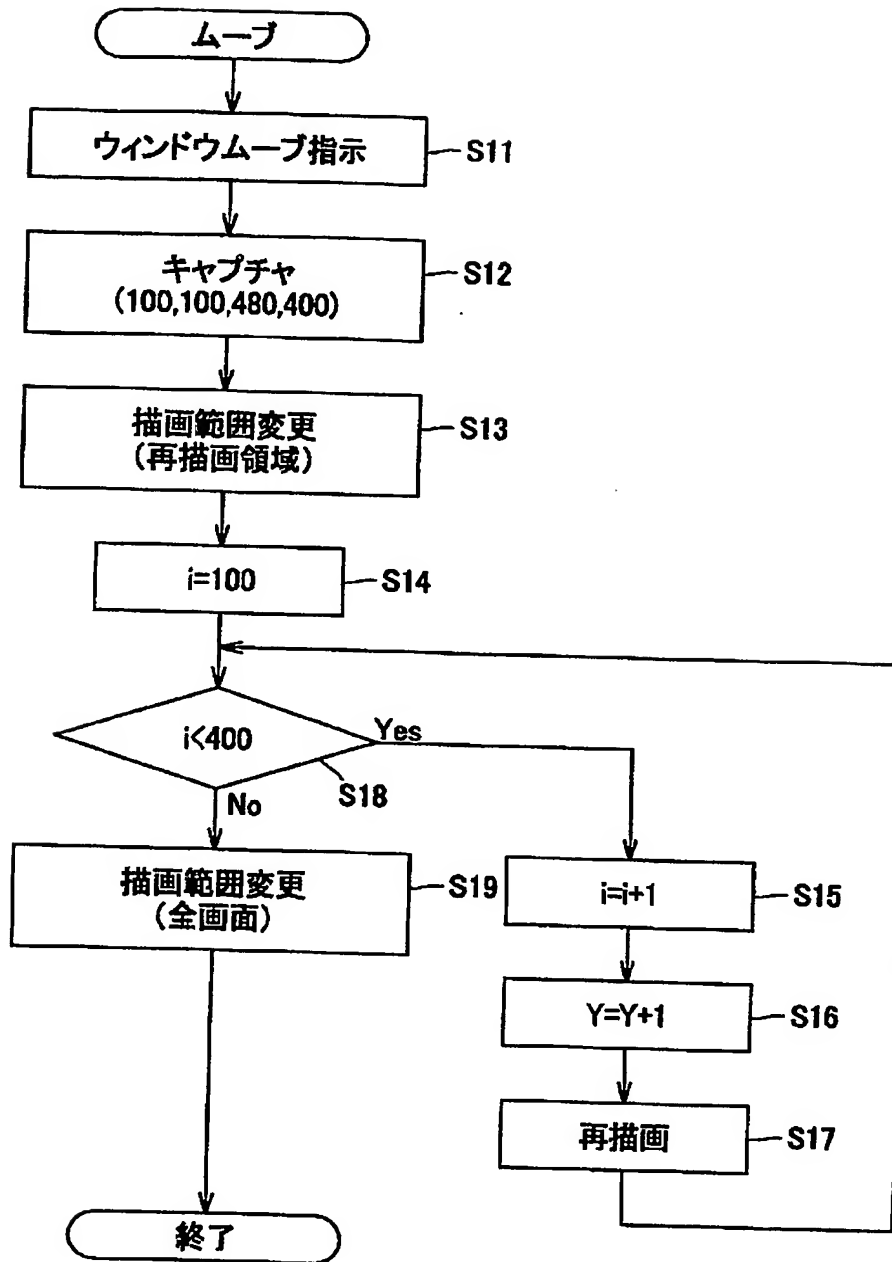 ムーブ
ウィンドウムーブ指示
S11
キャプチャ
(100,100,480,400)
S12
描画範囲変更
(再描画領域)
S13
i=100
S14
i<400
Yes
No
S18
描画範囲変更
(全画面)
S19
i=i+1
S15
Y=Y+1
S16
再描画
S17
終了